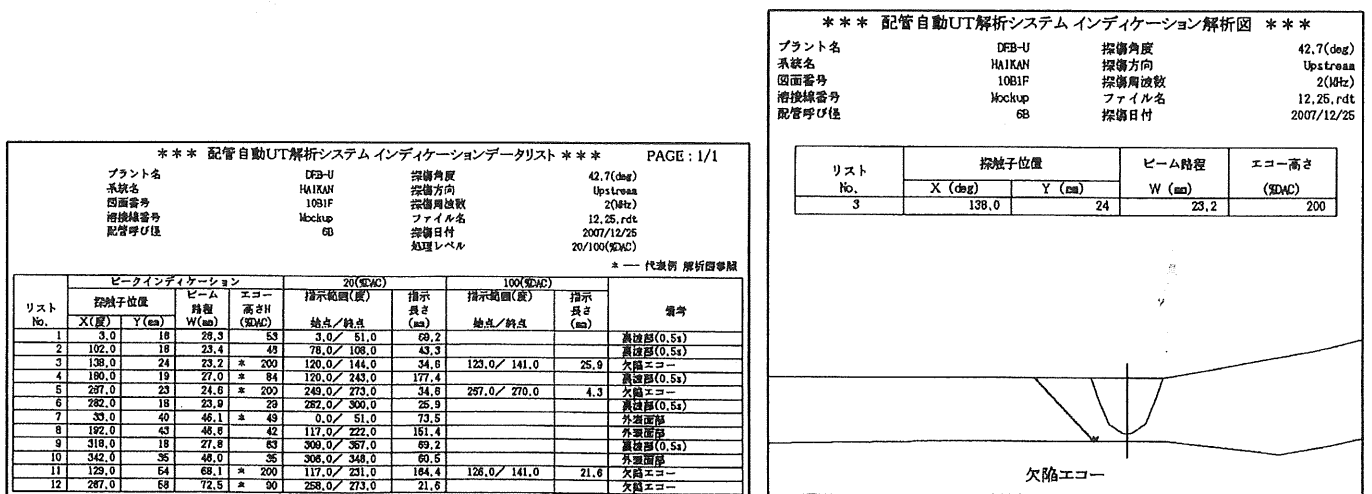 *** 配管自動UT解析システム インディケーションデータリスト *** PAGE : 1/1
プラント名 DFB-U 探傷角度 42.7(deg)
系統名 HAIKAN 探傷方向 Upstream
図面番号 10B1F 探傷周波数 2(MHz)
溶接線番号 Mockup ファイル名 12,25,rdt
配管呼び径 6B 探傷日付 2007/12/25
処理レベル 20/100(%DAC)
* ― 代表例 解析図参照
リスト No. ピークインディケーション 20(%DAC) 100(%DAC) 備考
探触子位置 ビーム路程 W(mm) エコー高さH (%DAC) 指示範囲(度) 指示長さ (mm) 指示範囲(度) 指示長さ (mm)
X(度) Y(mm) 始点/終点 始点/終点
1 3.0 18 26.3 53 3.0/ 51.0 69.2 裏波部(0.5s)
2 102.0 18 23.4 48 78.0/ 108.0 43.3 裏波部(0.5s)
3 138.0 24 23.2 * 200 120.0/ 144.0 34.6 123.0/ 141.0 25.9 欠陥エコー
4 180.0 19 27.0 * 84 120.0/ 243.0 177.4 裏波部(0.5s)
5 267.0 23 24.6 * 200 249.0/ 273.0 34.6 267.0/ 270.0 4.3 欠陥エコー
6 282.0 18 23.9 29 282.0/ 300.0 25.9 裏波部(0.5s)
7 33.0 40 46.1 * 49 0.0/ 51.0 73.5 外表面部
8 192.0 43 46.8 42 117.0/ 222.0 151.4 外表面部
9 318.0 18 27.8 63 309.0/ 357.0 69.2 裏波部(0.5s)
10 342.0 35 46.0 35 306.0/ 348.0 60.5 外表面部
11 129.0 54 68.1 * 200 117.0/ 231.0 164.4 126.0/ 141.0 21.6 欠陥エコー
12 267.0 58 72.5 * 90 258.0/ 273.0 21.6 欠陥エコー
*** 配管自動UT解析システム インディケーション解析図 ***
プラント名 DFB-U 探傷角度 42.7(deg)
系統名 HAIKAN 探傷方向 Upstream
図面番号 10B1F 探傷周波数 2(MHz)
溶接線番号 Mockup ファイル名 12,25,rdt
配管呼び径 6B 探傷日付 2007/12/25
リスト No. 探触子位置 ビーム路程 エコー高さ
X (deg) Y (mm) W (mm) (%DAC)
3 138.0 24 23.2 200
欠陥エコー